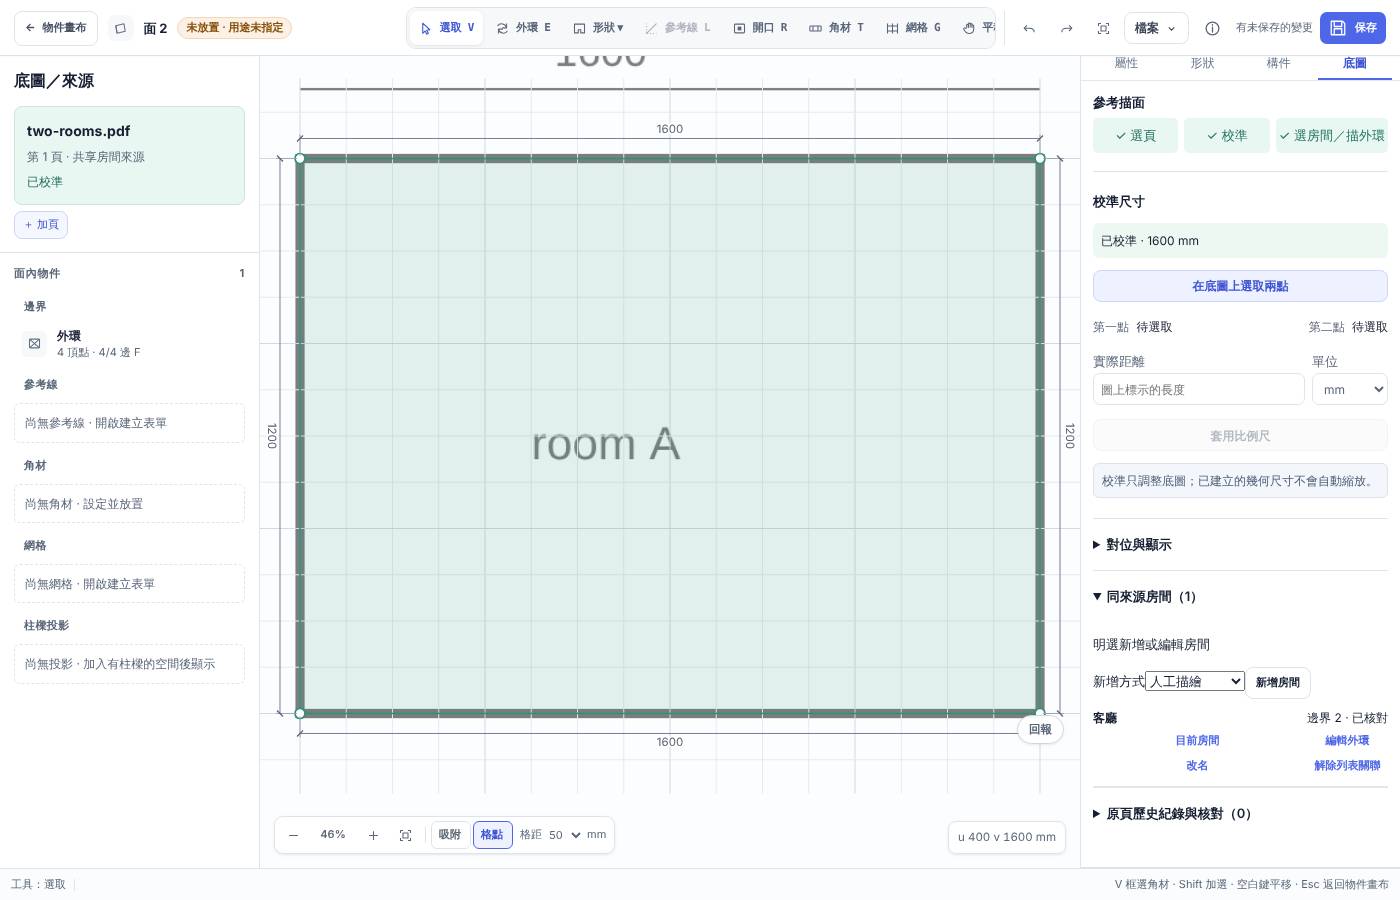 物件畫布
面 2
未放置 · 用途未指定
選取 V
外環 E
形狀▾
參考線 L
開口 R
角材 T
網格 G
檔案
有未保存的變更
保存
底圖／來源
two-rooms.pdf
第 1 頁 · 共享房間來源
已校準
+ 加頁
面內物件 1
邊界
外環
4 頂點 · 4/4 邊 F
參考線
尚無參考線 · 開啟建立表單
角材
尚無角材 · 設定並放置
網格
尚無網格 · 開啟建立表單
柱樑投影
尚無投影 · 加入有柱樑的空間後顯示
1600
1600
1200
1200
room A
1600
回報
46%
吸附
格點
格距 50 mm
u 400 v 1600 mm
屬性
形狀
構件
底圖
參考描面
✓ 選頁
✓ 校準
✓ 選房間／描外環
校準尺寸
已校準 · 1600 mm
在底圖上選取兩點
第一點 待選取
第二點 待選取
實際距離
單位
圖上標示的長度
mm
套用比例尺
校準只調整底圖；已建立的幾何尺寸不會自動縮放。
對位與顯示
同來源房間（1）
明選新增或編輯房間
新增方式 人工描繪 新增房間
客廳
邊界 2 · 已核對
目前房間
編輯外環
改名
解除列表關聯
原頁歷史紀錄與核對（0）
工具：選取
V 框選角材 · Shift 加選 · 空白鍵平移 · Esc 返回物件畫布